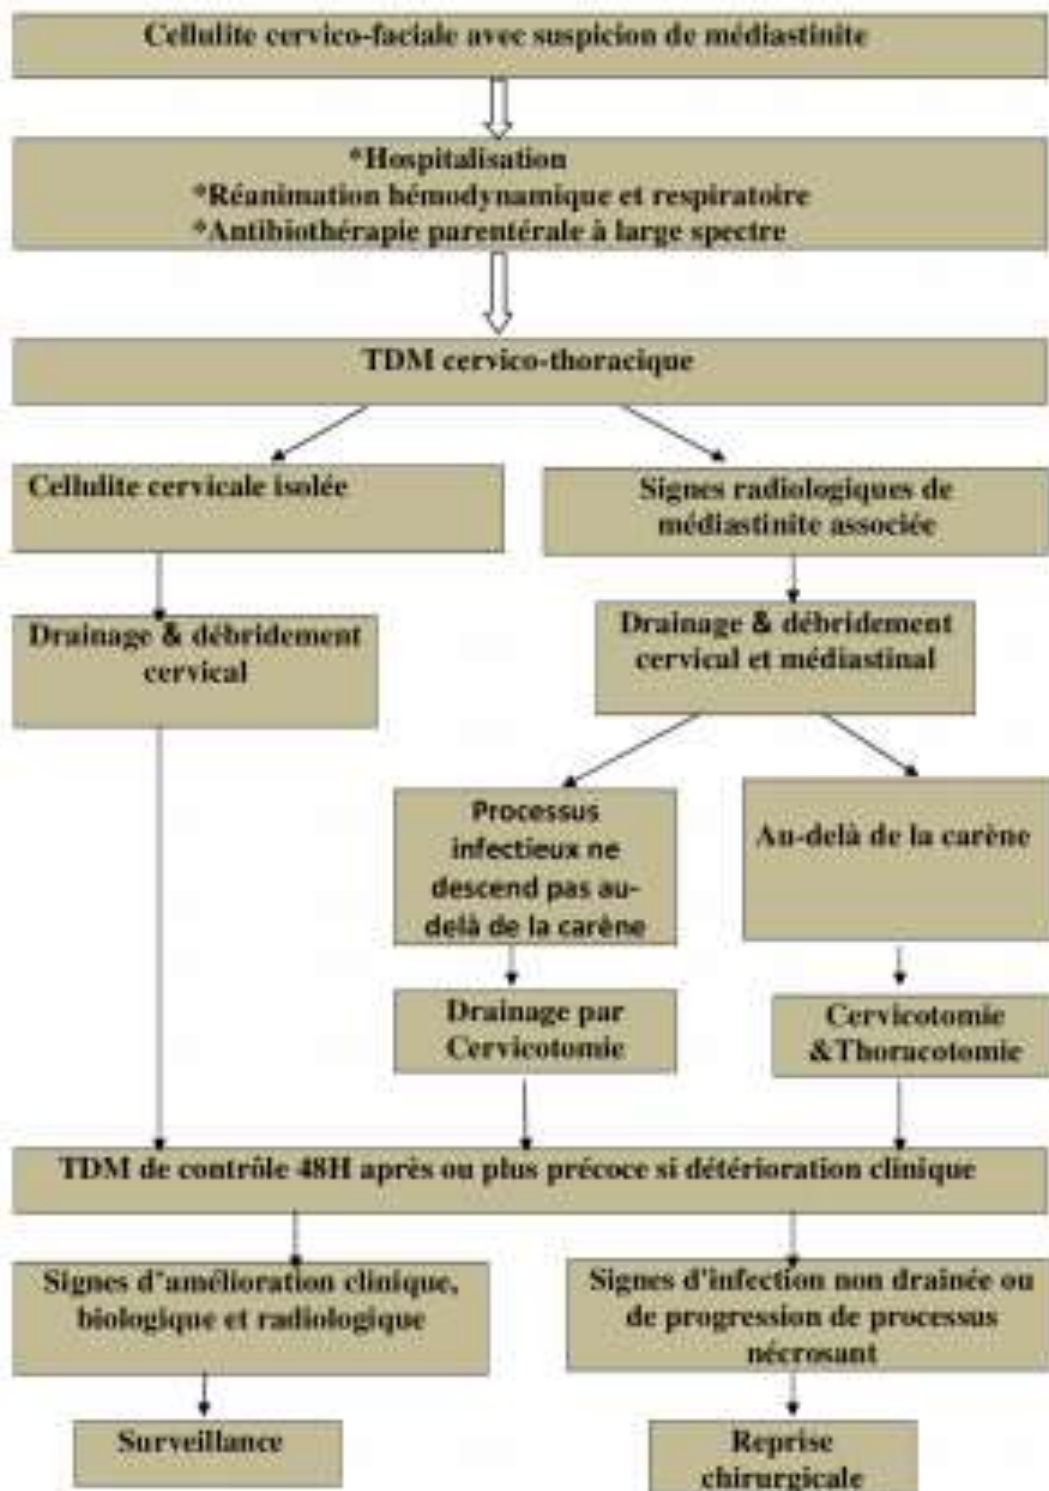 Cellulite cervico-faciale avec suspicion de médiastinite
*Hospitalisation
*Réanimation hémodynamique et respiratoire
*Antibiothérapie parentérale à large spectre
TDM cervico-thoracique
Cellulite cervicale isolée
Signes radiologiques de
médiastinite associée
Drainage & débridement
cervical
Drainage & débridement
cervical et médiastinal
Processus
infectieux ne
descend pas au-
delà de la carène
Au-delà de la carène
Drainage par
Cervicotomie
Cervicotomie
&Thoracotomie
TDM de contrôle 48H après ou plus précoce si détérioration clinique
Signes d'amélioration clinique,
biologique et radiologique
Signes d'infection non drainée ou
de progression de processus
nécrosant
Surveillance
Reprise
chirurgicale